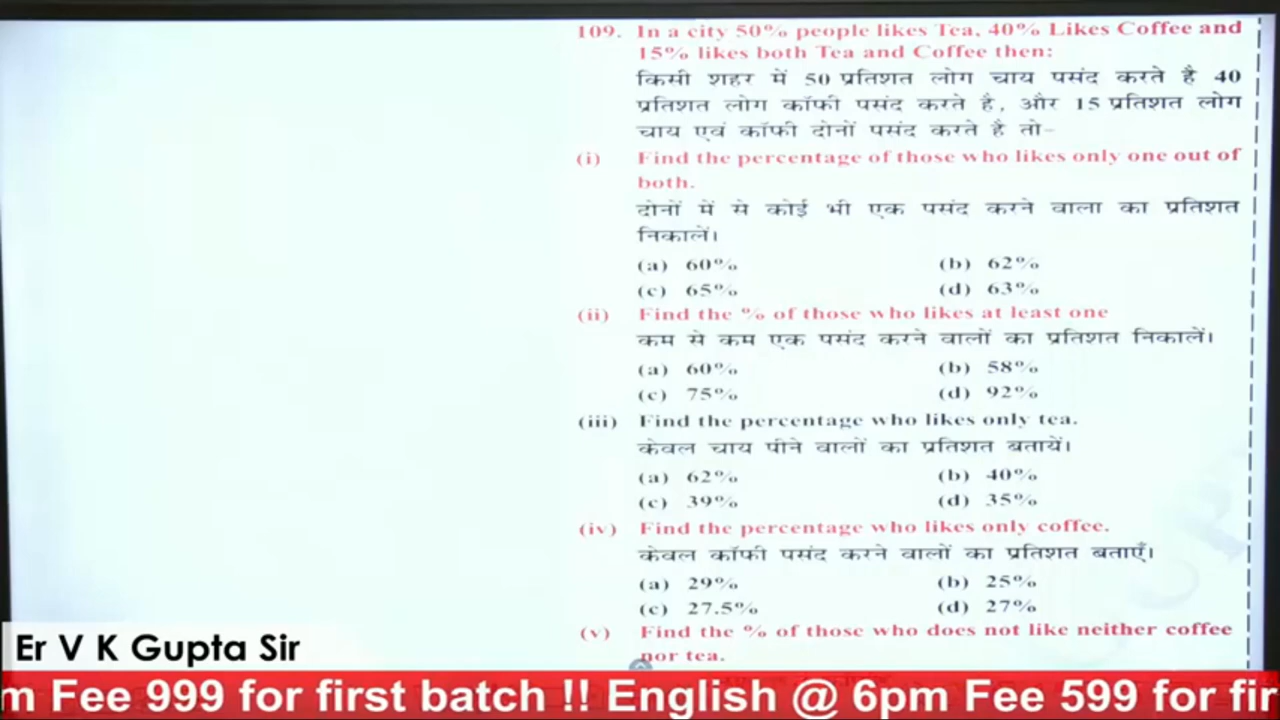 109. In a city 50% people likes Tea, 40% Likes Coffee and
15% likes both Tea and Coffee then:
किसी शहर में 50 प्रतिशत लोग चाय पसंद करते है 40
प्रतिशत लोग कॉफी पसंद करते है, और 15 प्रतिशत लोग
चाय एवं कॉफी दोनों पसंद करते है तो-
(i) Find the percentage of those who likes only one out of
both.
दोनों में से कोई भी एक पसंद करने वाला का प्रतिशत
निकालें।
(a) 60% (b) 62%
(c) 65% (d) 63%
(ii) Find the % of those who likes at least one
कम से कम एक पसंद करने वालों का प्रतिशत निकालें।
(a) 60% (b) 58%
(c) 75% (d) 92%
(iii) Find the percentage who likes only tea.
केवल चाय पीने वालों का प्रतिशत बतायें।
(a) 62% (b) 40%
(c) 39% (d) 35%
(iv) Find the percentage who likes only coffee.
केवल कॉफी पसंद करने वालों का प्रतिशत बताएँ।
(a) 29% (b) 25%
(c) 27.5% (d) 27%
(v) Find the % of those who does not like neither coffee
nor tea.
Er V K Gupta Sir
m Fee 999 for first batch !! English @ 6pm Fee 599 for fir